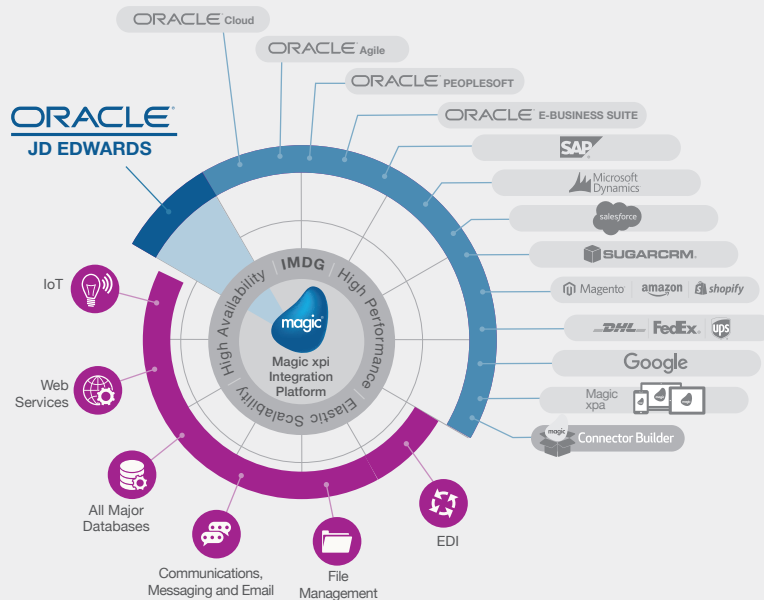 ORACLE Cloud
ORACLE Agile
ORACLE PEOPLESOFT
ORACLE E-BUSINESS SUITE
ORACLE
JD EDWARDS
SAP
Microsoft
Dynamics
salesforce
SUGARCRM
Magento amazon shopify
DHL FedEx ups
Google
Magic
xpa
magic Connector Builder
High Availability | IMDG | High Performance | Elastic Scalability |
magic
Magic xpi
Integration
Platform
IoT
Web
Services
All Major
Databases
Communications,
Messaging and Email
File
Management
EDI